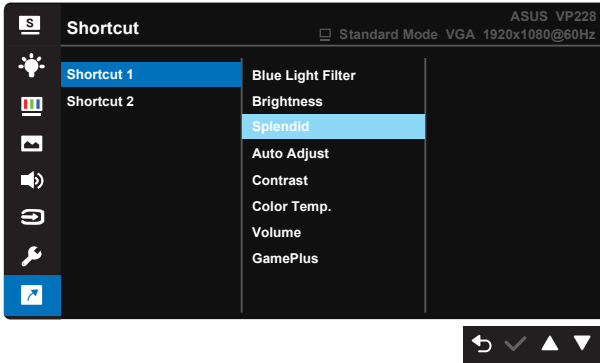 S
Shortcut
ASUS VP228
Standard Mode VGA 1920x1080@60Hz
Shortcut 1
Shortcut 2
Blue Light Filter
Brightness
Splendid
Auto Adjust
Contrast
Color Temp.
Volume
GamePlus